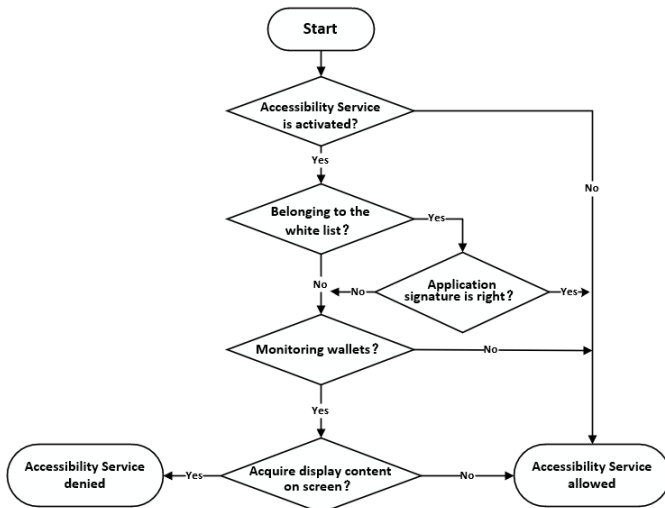 Start
Accessibility Service
is activated?
Yes
No
Belonging to the
white list?
Yes
No
Application
signature is right?
No
Yes
Monitoring wallets?
No
Yes
Acquire display content
on screen?
Yes
No
Accessibility Service
denied
Accessibility Service
allowed